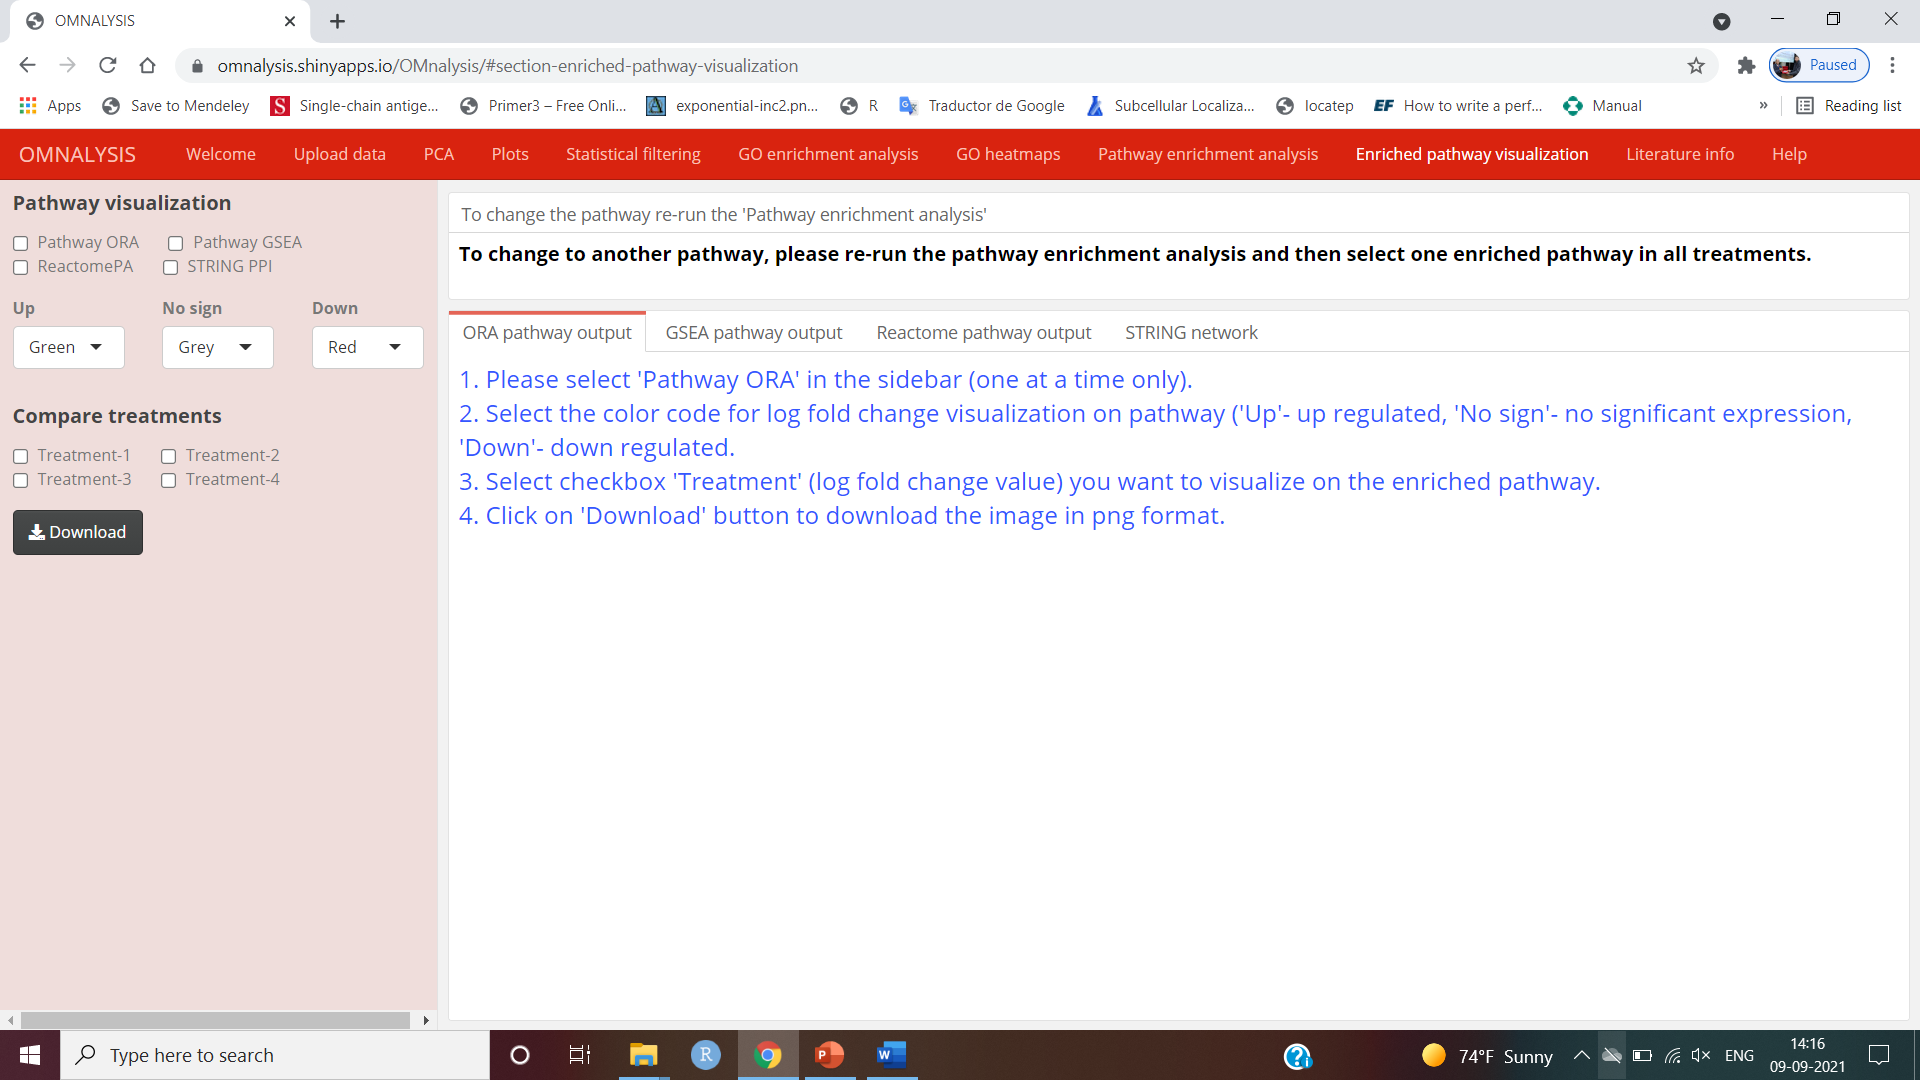 OMNALYSIS
omnalysis.shinyapps.io/OMnalysis/#section-enriched-pathway-visualization
Paused
Apps Save to Mendeley Single-chain antige... Primer3 – Free Onli... exponential-inc2.pn... R Traductor de Google Subcellular Localiza... locatep EF How to write a perf... Manual » Reading list
OMNALYSIS Welcome Upload data PCA Plots Statistical filtering GO enrichment analysis GO heatmaps Pathway enrichment analysis Enriched pathway visualization Literature info Help
Pathway visualization
Pathway ORA Pathway GSEA
ReactomePA STRING PPI
Up No sign Down
Green Grey Red
Compare treatments
Treatment-1 Treatment-2
Treatment-3 Treatment-4
Download
To change the pathway re-run the 'Pathway enrichment analysis'
To change to another pathway, please re-run the pathway enrichment analysis and then select one enriched pathway in all treatments.
ORA pathway output GSEA pathway output Reactome pathway output STRING network
1. Please select 'Pathway ORA' in the sidebar (one at a time only).
2. Select the color code for log fold change visualization on pathway ('Up'- up regulated, 'No sign'- no significant expression,
'Down'- down regulated.
3. Select checkbox 'Treatment' (log fold change value) you want to visualize on the enriched pathway.
4. Click on 'Download' button to download the image in png format.
Type here to search
74°F Sunny
ENG
14:16
09-09-2021